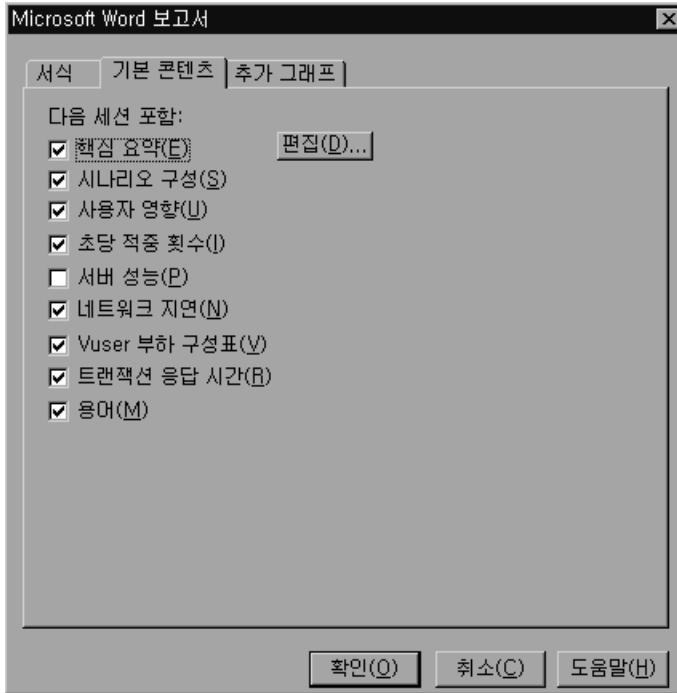 Microsoft Word 보고서
서식 기본 콘텐츠 추가 그래프
다음 세션 포함:
핵심 요약(E) 편집(D)...
시나리오 구성(S)
사용자 영향(U)
초당 적중 횟수(I)
서버 성능(P)
네트워크 지연(N)
Vuser 부하 구성표(V)
트랜잭션 응답 시간(R)
용어(M)
확인(O) 취소(C) 도움말(H)